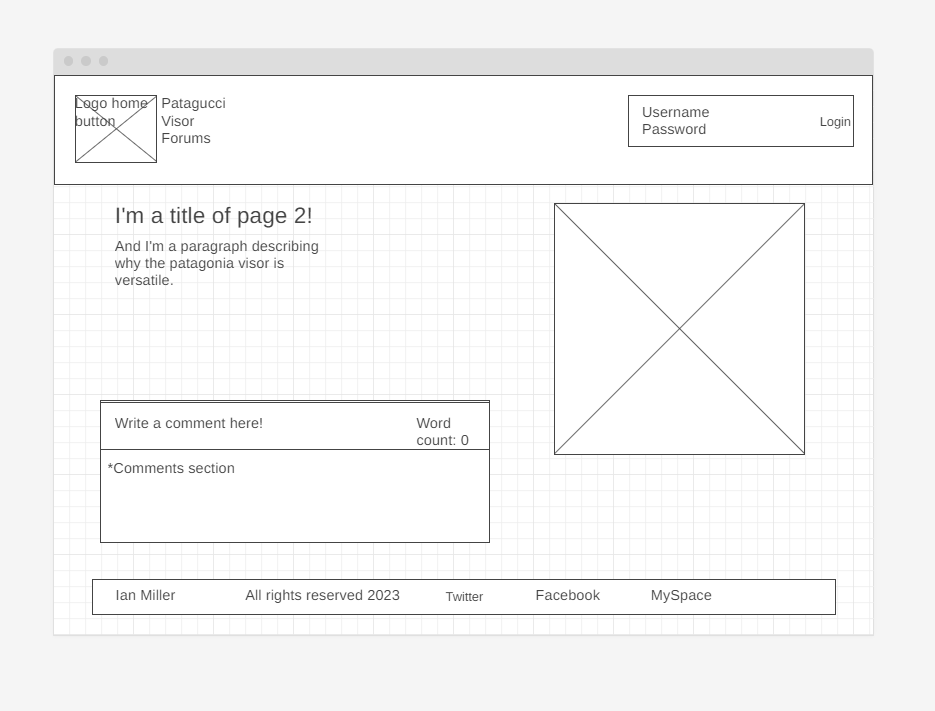 Logo home
button
Patagucci
Visor
Forums
Username
Password
Login
I'm a title of page 2!
And I'm a paragraph describing
why the patagonia visor is
versatile.
Write a comment here!
Word
count: 0
*Comments section
Ian Miller
All rights reserved 2023
Twitter
Facebook
MySpace